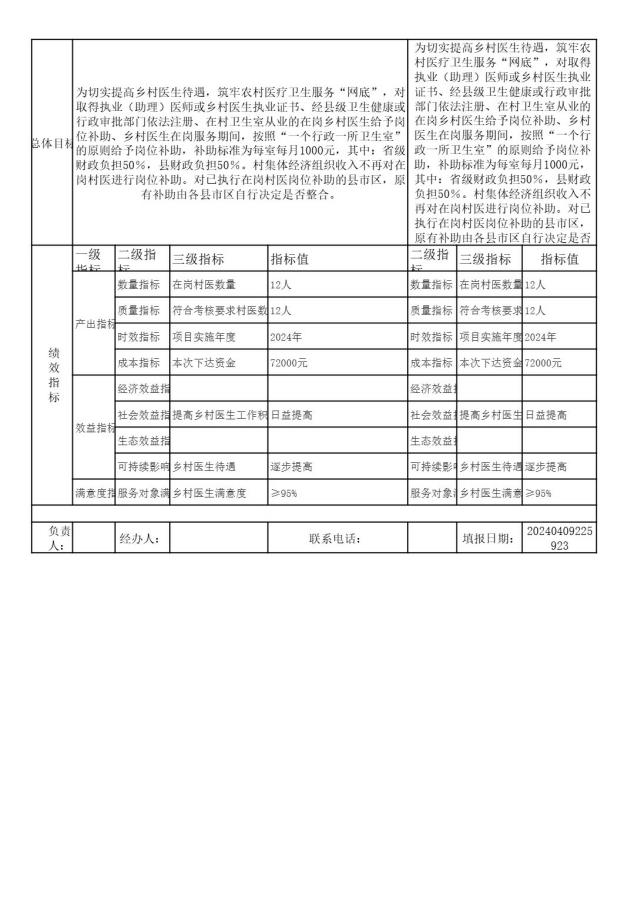 为切实提高乡村医生待遇，筑牢农村医疗卫生服务“网底”，对
取得执业（助理）医师或乡村医生执业证书、经县级卫生健康或
行政审批部门依法注册、在村卫生室从业的在岗乡村医生给予岗
位补助、乡村医生在岗服务期间，按照“一个行政一所卫生室”
的原则给予岗位补助，补助标准为每室每月1000元，其中：省级
财政负担50%，县财政负担50%。村集体经济组织收入不再对在
岗村医进行岗位补助。对已执行在岗村医岗位补助的县市区，原
有补助由各县市区自行决定是否整合。
为切实提高乡村医生待遇，筑牢农
村医疗卫生服务“网底”，对取得
执业（助理）医师或乡村医生执业
证书、经县级卫生健康或行政审批
部门依法注册、在村卫生室从业的
在岗乡村医生给予岗位补助、乡村
医生在岗服务期间，按照“一个行
政一所卫生室”的原则给予岗位补
助，补助标准为每室每月1000元，
其中：省级财政负担50%，县财政
负担50%。村集体经济组织收入不
再对在岗村医进行岗位补助。对已
执行在岗村医岗位补助的县市区，
原有补助由各县市区自行决定是否
总体目标
绩
效
指
标
一级
指标 二级指
标 三级指标 指标值 二级指
标 三级指标 指标值
产出指标
数量指标 在岗村医数量 12人 数量指标 在岗村医数量 12人
质量指标 符合考核要求村医数 12人 质量指标 符合考核要求 12人
时效指标 项目实施年度 2024年 时效指标 项目实施年度 2024年
成本指标 本次下达资金 72000元 成本指标 本次下达资金 72000元
效益指标
经济效益指 经济效益
社会效益指 提高乡村医生工作积 日益提高 社会效益 提高乡村医生 日益提高
生态效益指 生态效益
可持续影响 乡村医生待遇 逐步提高 可持续影 乡村医生待遇 逐步提高
满意度指 服务对象满 乡村医生满意度 ≥95% 服务对象 乡村医生满意 ≥95%
负责
人： 经办人： 联系电话： 填报日期： 20240409225
923